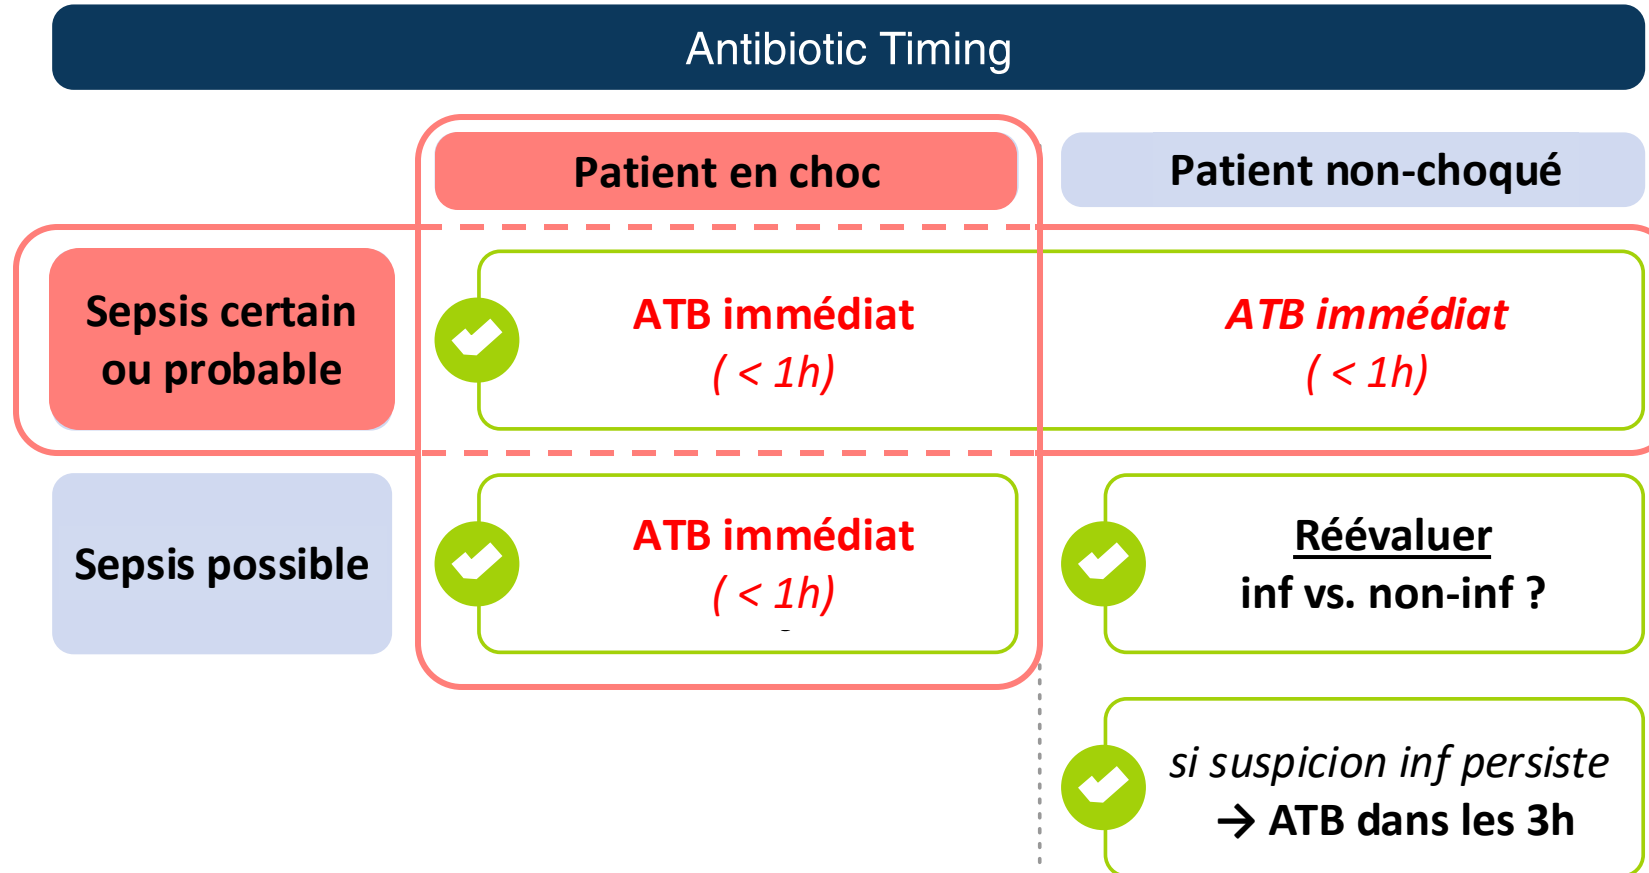 Antibiotic Timing
Patient en choc
Patient non-choqué
Sepsis certain
ou probable
ATB immédiat
( < 1h)
ATB immédiat
( < 1h)
Sepsis possible
ATB immédiat
( < 1h)
Réévaluer
inf vs. non-inf ?
si suspicion inf persiste
→ ATB dans les 3h